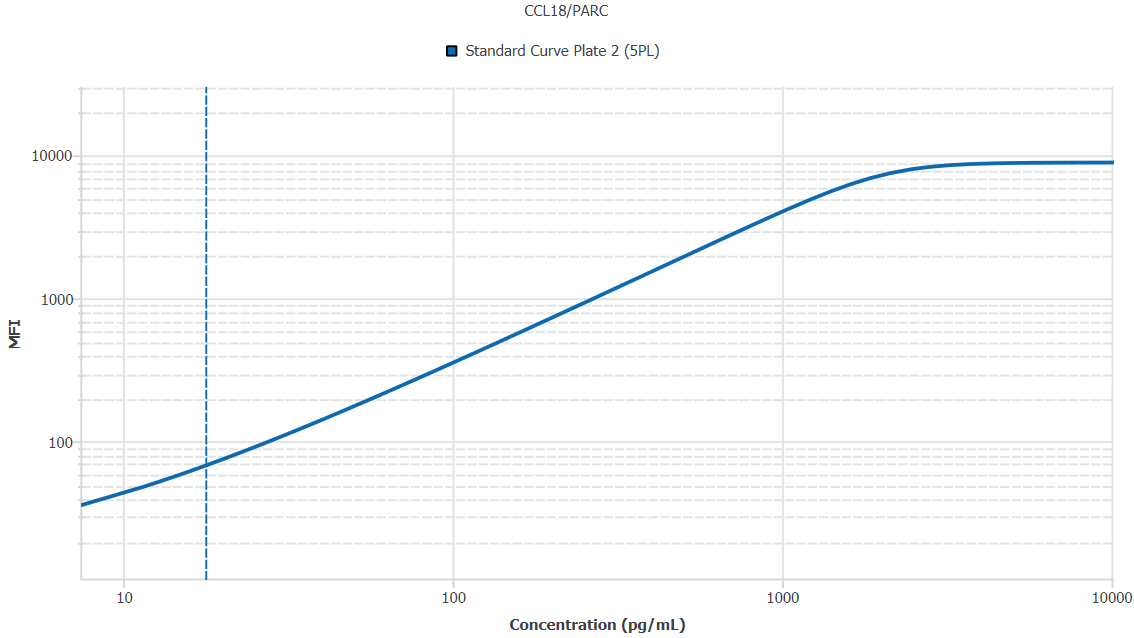 CCL18/PARC
Standard Curve Plate 2 (5PL)
10000
1000
100
MFI
10 100 1000 10000
Concentration (pg/mL)